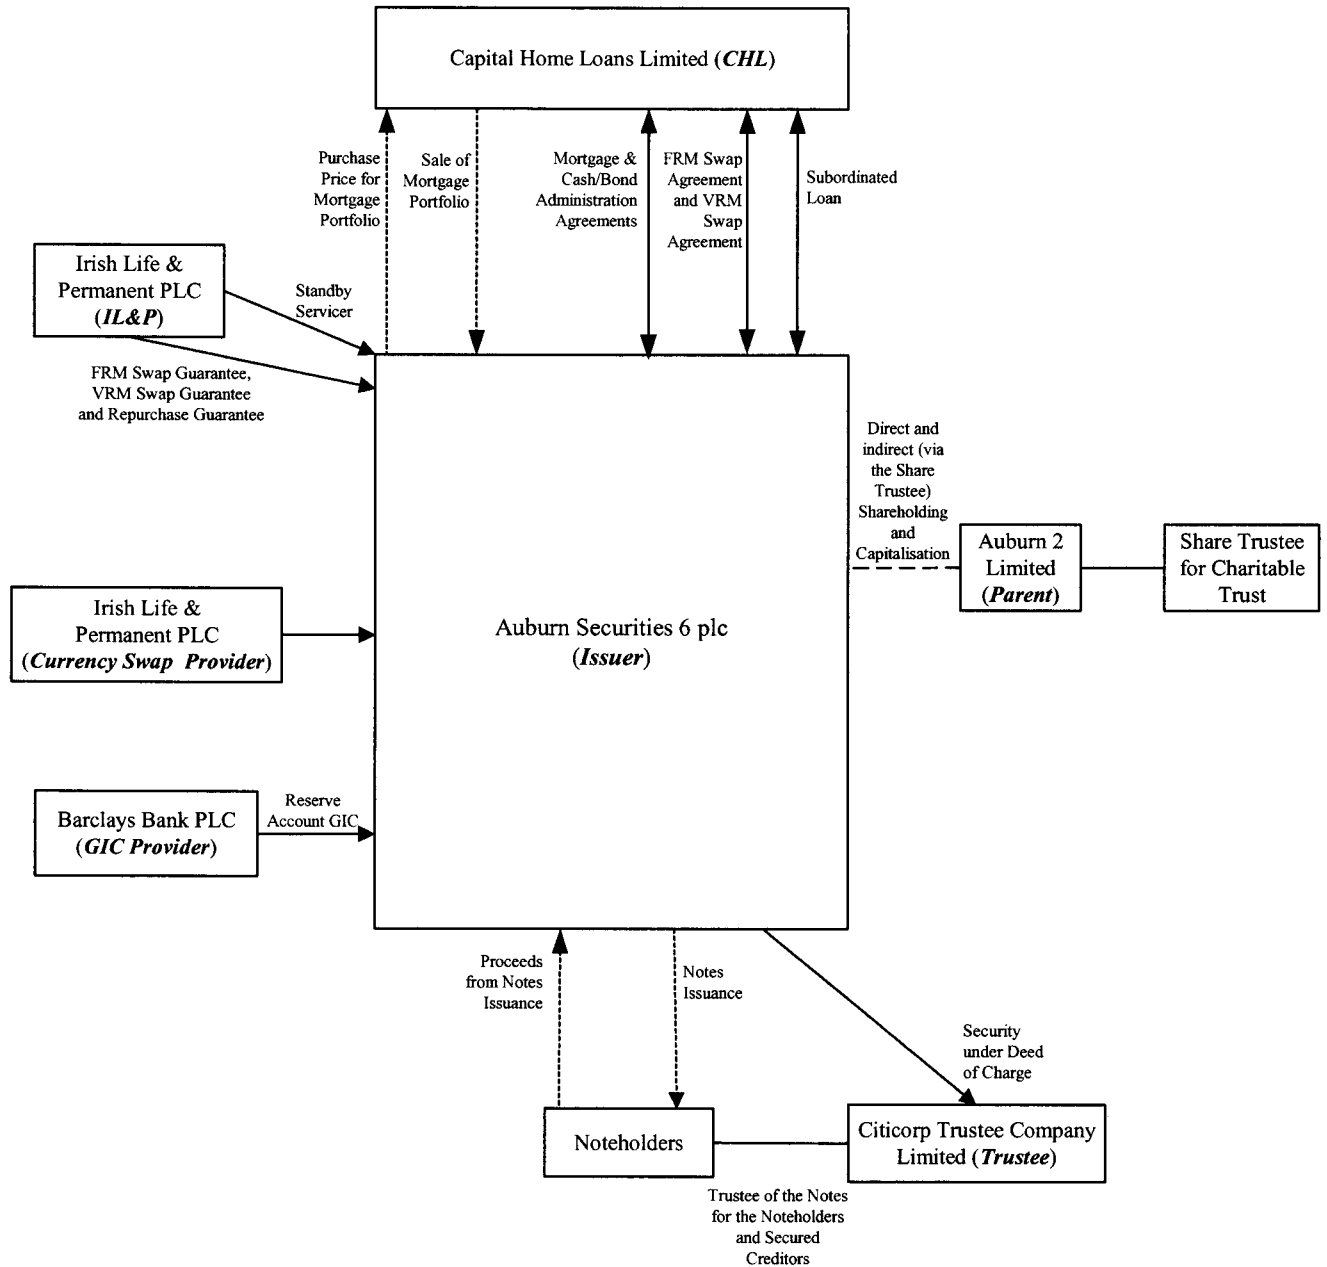 Capital Home Loans Limited (CHL)
Purchase
Price for
Mortgage
Portfolio
Sale of
Mortgage
Portfolio
Mortgage &
Cash/Bond
Administration
Agreements
FRM Swap
Agreement
and VRM
Swap
Agreement
Subordinated
Loan
Irish Life &
Permanent PLC
(IL&P)
Standby
Servicer
FRM Swap Guarantee,
VRM Swap Guarantee
and Repurchase Guarantee
Direct and
indirect (via
the Share
Trustee)
Shareholding
and
Capitalisation
Auburn 2
Limited
(Parent)
Share Trustee
for Charitable
Trust
Irish Life &
Permanent PLC
(Currency Swap Provider)
Auburn Securities 6 plc
(Issuer)
Barclays Bank PLC
(GIC Provider)
Reserve
Account GIC
Proceeds
from Notes
Issuance
Notes
Issuance
Security
under Deed
of Charge
Noteholders
Citicorp Trustee Company
Limited (Trustee)
Trustee of the Notes
for the Noteholders
and Secured
Creditors